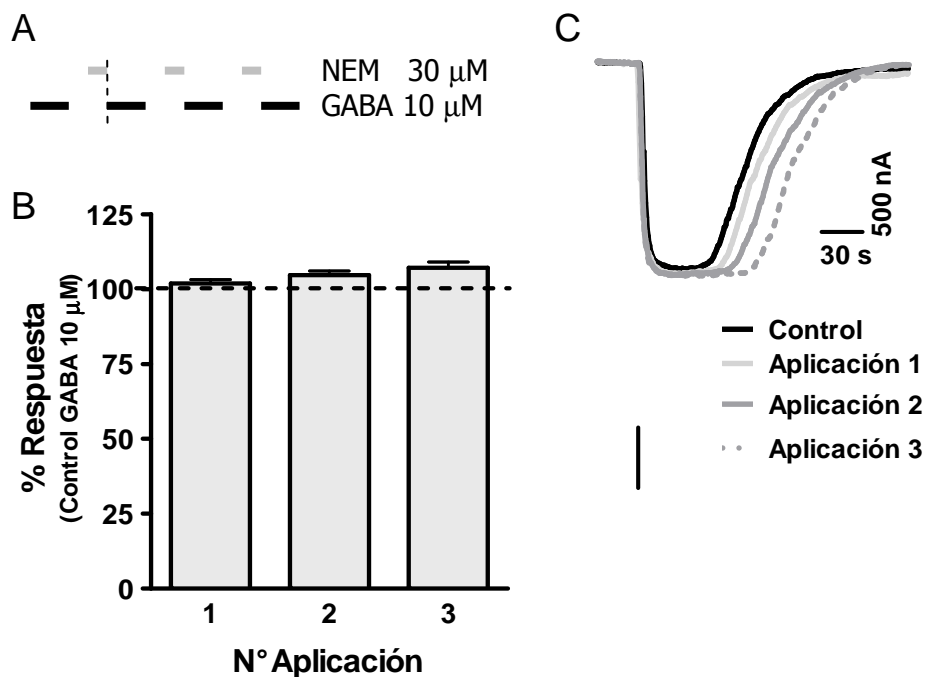 A
NEM 30 μM
GABA 10 μM
B
% Respuesta
(Control GABA 10 μM)
125
100
75
50
25
0
1 2 3
N° Aplicación
C
500 nA
30 s
Control
Aplicación 1
Aplicación 2
Aplicación 3